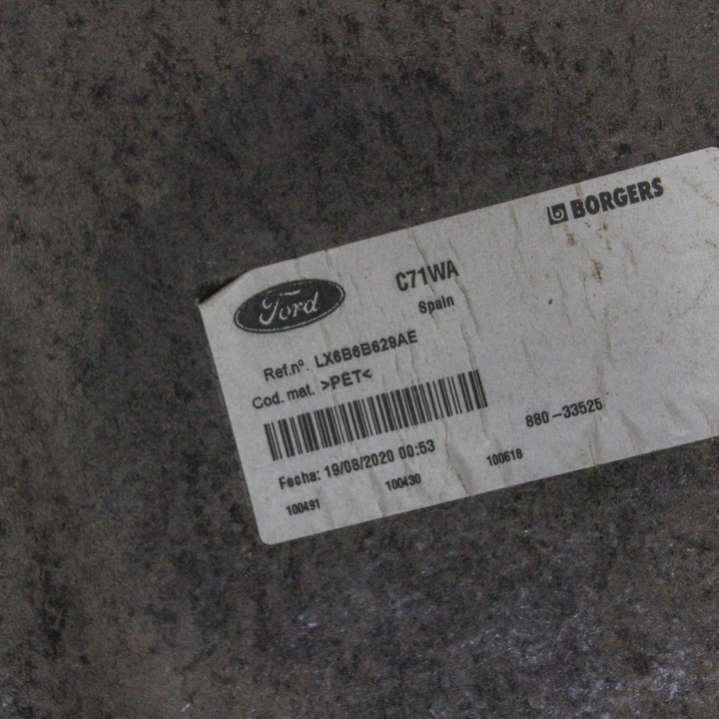 BORGERS
Ford
C71WA
Spain
Ref.nº. LX6B6B629AE
Cod. mat. >PET<
880-33525
Fecha: 19/08/2020 00:53
100491 100430 100618